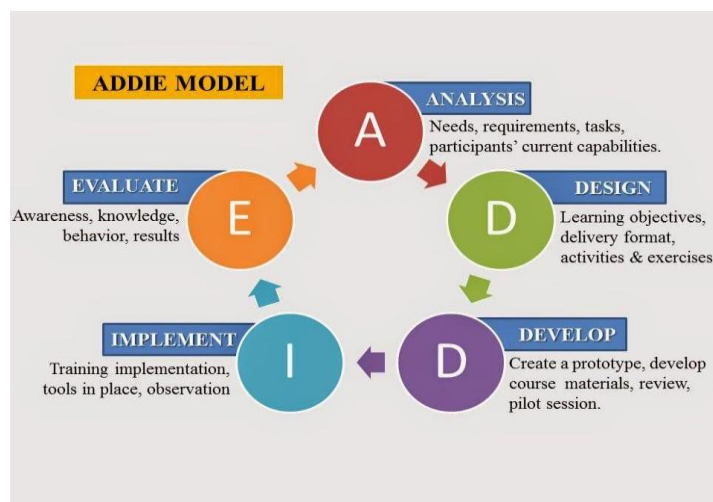 ADDIE MODEL
A
ANALYSIS
Needs, requirements, tasks,
participants' current capabilities.
D
DESIGN
Learning objectives,
delivery format,
activities & exercises
D
DEVELOP
Create a prototype, develop
course materials, review,
pilot session.
I
IMPLEMENT
Training implementation,
tools in place, observation
E
EVALUATE
Awareness, knowledge,
behavior, results